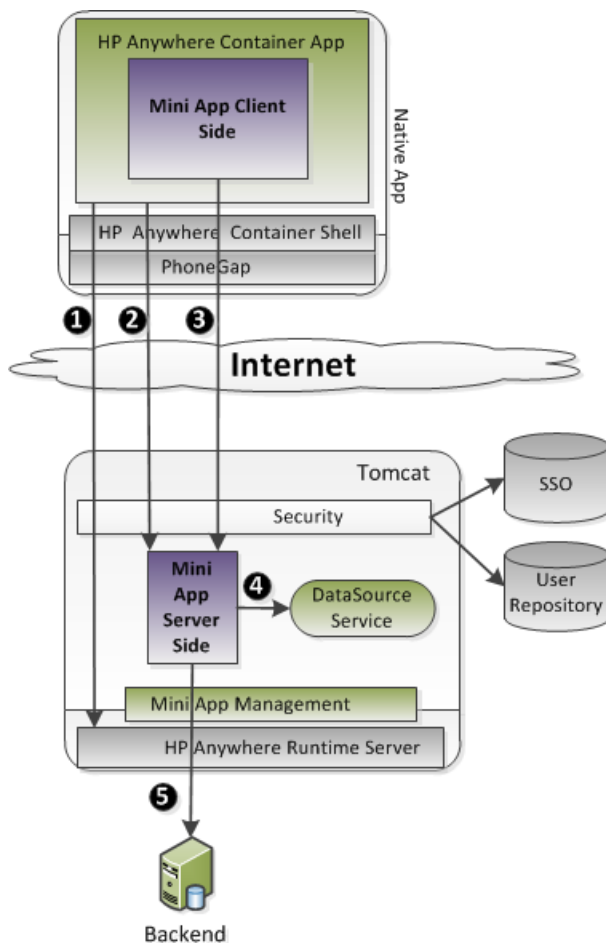 HP Anywhere Container App
Mini App Client
Side
Native App
HP Anywhere Container Shell
PhoneGap
1
2
3
Internet
Tomcat
Security
SSO
User
Repository
Mini
App
Server
Side
4
DataSource
Service
Mini App Management
HP Anywhere Runtime Server
5
Backend